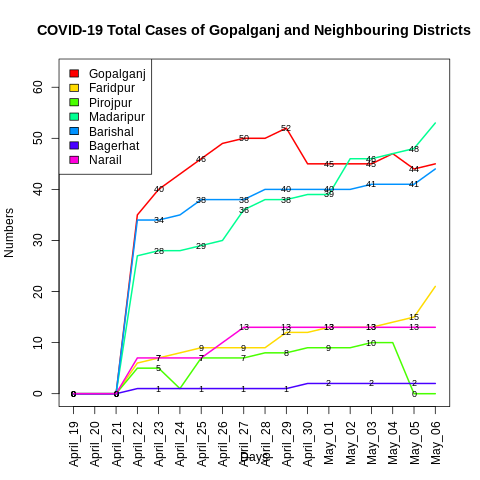 COVID-19 Total Cases of Gopalganj and Neighbouring Districts
Numbers
60
50
40
30
20
10
0
Gopalganj
Faridpur
Pirojpur
Madaripur
Barishal
Bagerhat
Narail
40 46 50 52 45 45 44
34 38 38 40 40 41 41
28 29 36 38 39 46 48
7 9 9 12 13 13 15
5 7 7 8 9 10 0
7 7 13 13 13 13 13
1 1 1 1 2 2 2
0 0
April_19 April_20 April_21 April_22 April_23 April_24 April_25 April_26 April_27 April_28 April_29 April_30 May_01 May_02 May_03 May_04 May_05 May_06
Days